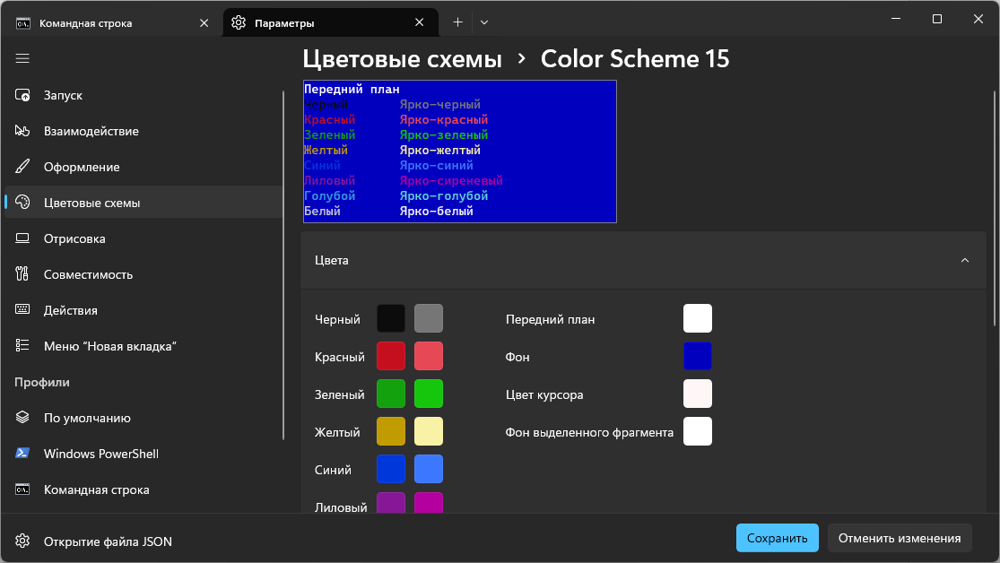 Командная строка
Параметры
Запуск
Взаимодействие
Оформление
Цветовые схемы
Отрисовка
Совместимость
Действия
Меню “Новая вкладка”
Профили
По умолчанию
Windows PowerShell
Командная строка
Открытие файла JSON
Цветовые схемы > Color Scheme 15
Передний план
Черный Ярко-черный
Красный Ярко-красный
Зеленый Ярко-зеленый
Желтый Ярко-желтый
Синий Ярко-синий
Лиловый Ярко-сиреневый
Голубой Ярко-голубой
Белый Ярко-белый
Цвета
Черный Передний план
Красный Фон
Зеленый Цвет курсора
Желтый Фон выделенного фрагмента
Синий
Лиловый
Сохранить Отменить изменения